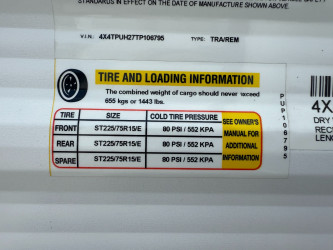 STANDARDS IN EFFECT ON THE DATE OF MANUFACTURE SHOWN ABOVE.
V.I.N.: 4X4TPUH27TP106795 TYPE: TRA/REM
TIRE AND LOADING INFORMATION
The combined weight of cargo should never exceed
655 kgs or 1443 lbs.
TIRE SIZE COLD TIRE PRESSURE SEE OWNER'S MANUAL FOR ADDITIONAL INFORMATION
FRONT ST225/75R15/E 80 PSI / 552 KPA
REAR ST225/75R15/E 80 PSI / 552 KPA
SPARE ST225/75R15/E 80 PSI / 552 KPA
PUP106795
4X
DRY
REC
LEN